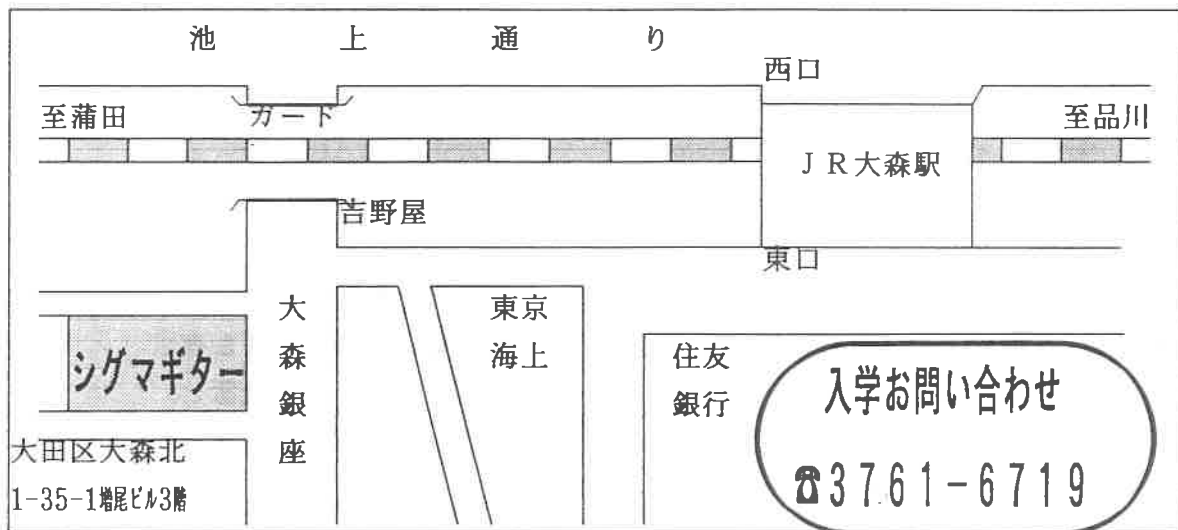 池上通り
西口
至蒲田
ガード
至品川
JR大森駅
吉野屋
東口
大森銀座
東京
海上
住友
銀行
シグマギター
入学お問い合わせ
☎3761-6719
大田区大森北
1-35-1増尾ビル3階